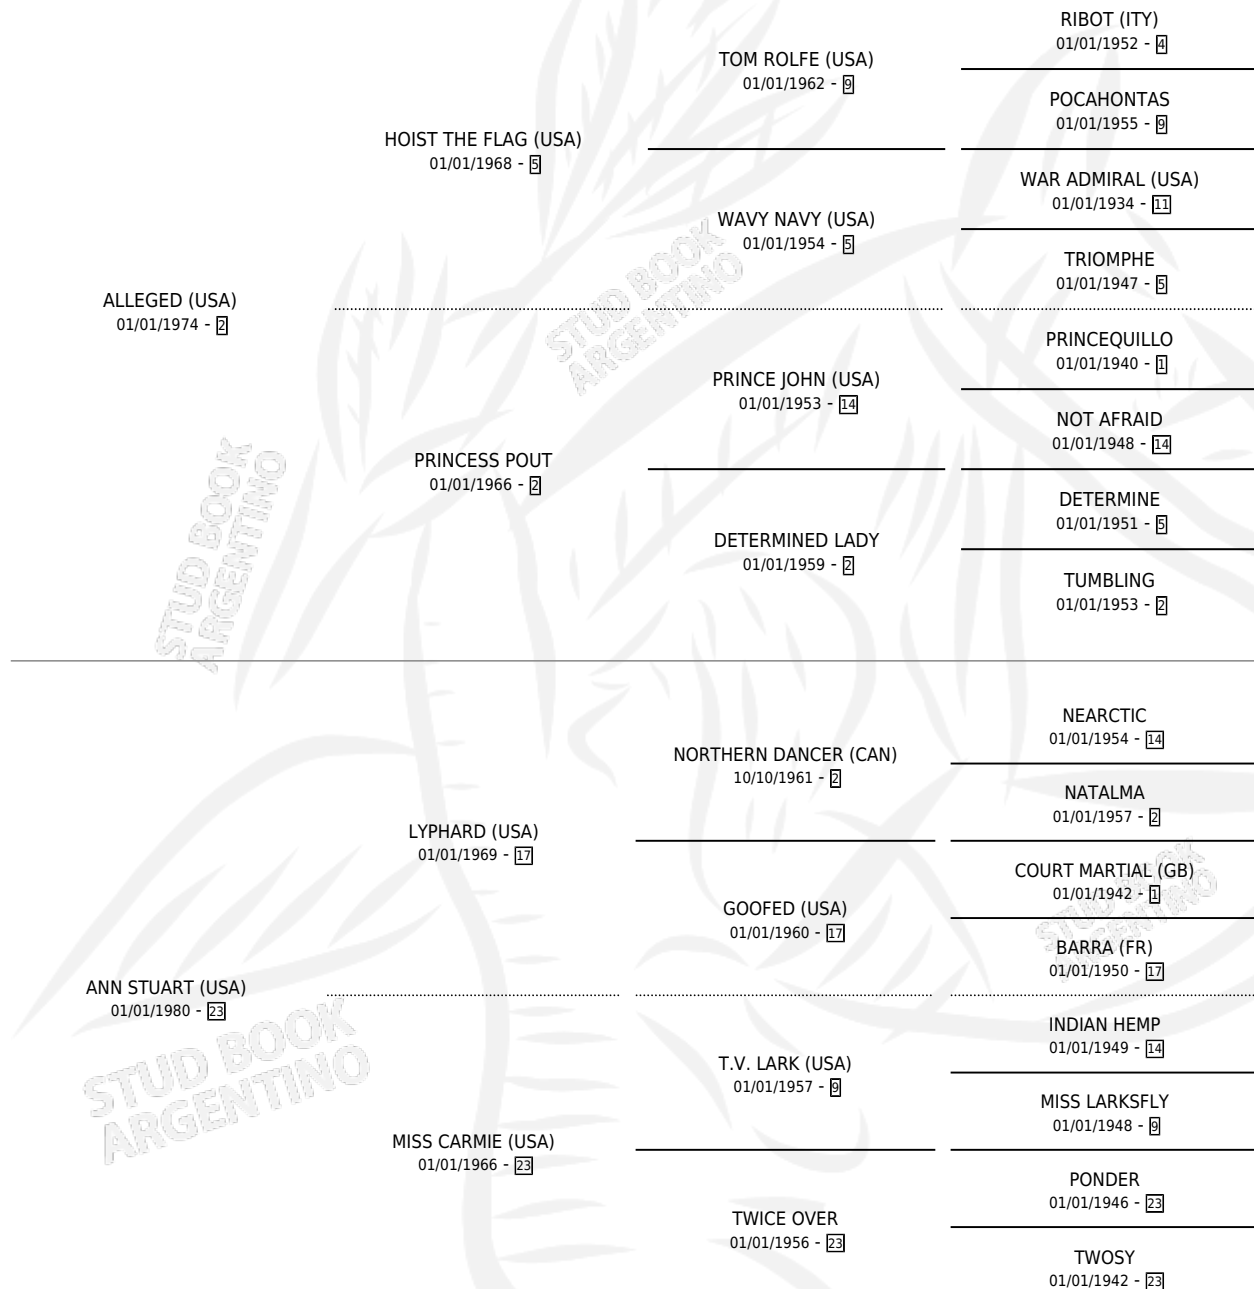 RIBOT (ITY)
01/01/1952 - 4
TOM ROLFE (USA)
01/01/1962 - 9
POCAHONTAS
01/01/1955 - 9
HOIST THE FLAG (USA)
01/01/1968 - 5
WAR ADMIRAL (USA)
01/01/1934 - 11
WAVY NAVY (USA)
01/01/1954 - 5
TRIOMPHE
01/01/1947 - 5
ALLEGED (USA)
01/01/1974 - 2
PRINCEQUILLO
01/01/1940 - 1
PRINCE JOHN (USA)
01/01/1953 - 14
NOT AFRAID
01/01/1948 - 14
PRINCESS POUT
01/01/1966 - 2
DETERMINE
01/01/1951 - 5
DETERMINED LADY
01/01/1959 - 2
TUMBLING
01/01/1953 - 2
NEARCTIC
01/01/1954 - 14
NORTHERN DANCER (CAN)
10/10/1961 - 2
NATALMA
01/01/1957 - 2
LYPHARD (USA)
01/01/1969 - 17
COURT MARTIAL (GB)
01/01/1942 - 1
GOOFED (USA)
01/01/1960 - 17
BARRA (FR)
01/01/1950 - 17
ANN STUART (USA)
01/01/1980 - 23
INDIAN HEMP
01/01/1949 - 14
T.V. LARK (USA)
01/01/1957 - 9
MISS LARKSFLY
01/01/1948 - 9
MISS CARMIE (USA)
01/01/1966 - 23
PONDER
01/01/1946 - 23
TWICE OVER
01/01/1956 - 23
TWOSY
01/01/1942 - 23
STUD BOOK
ARGENTINO
STUD BOOK
ARGENTINO
STUD BOOK
ARGENTINO
STUD BOOK
ARGENTINO